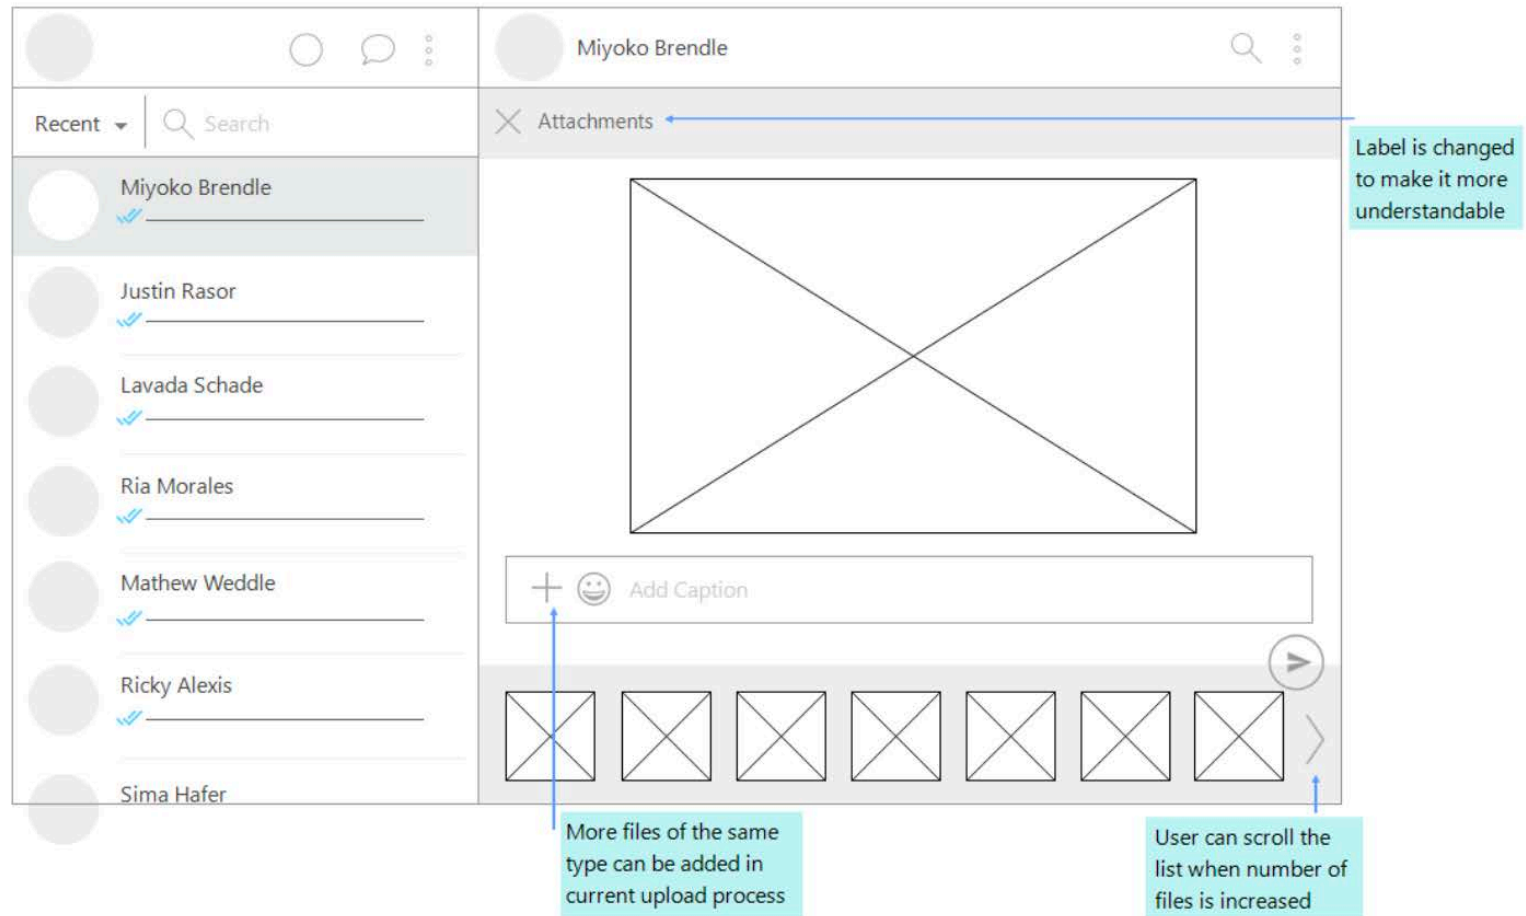 Miyoko Brendle
Recent
Search
Attachments
Label is changed
to make it more
understandable
Miyoko Brendle
Justin Rasor
Lavada Schade
Ria Morales
Mathew Weddle
Ricky Alexis
Sima Hafer
Add Caption
More files of the same
type can be added in
current upload process
User can scroll the
list when number of
files is increased